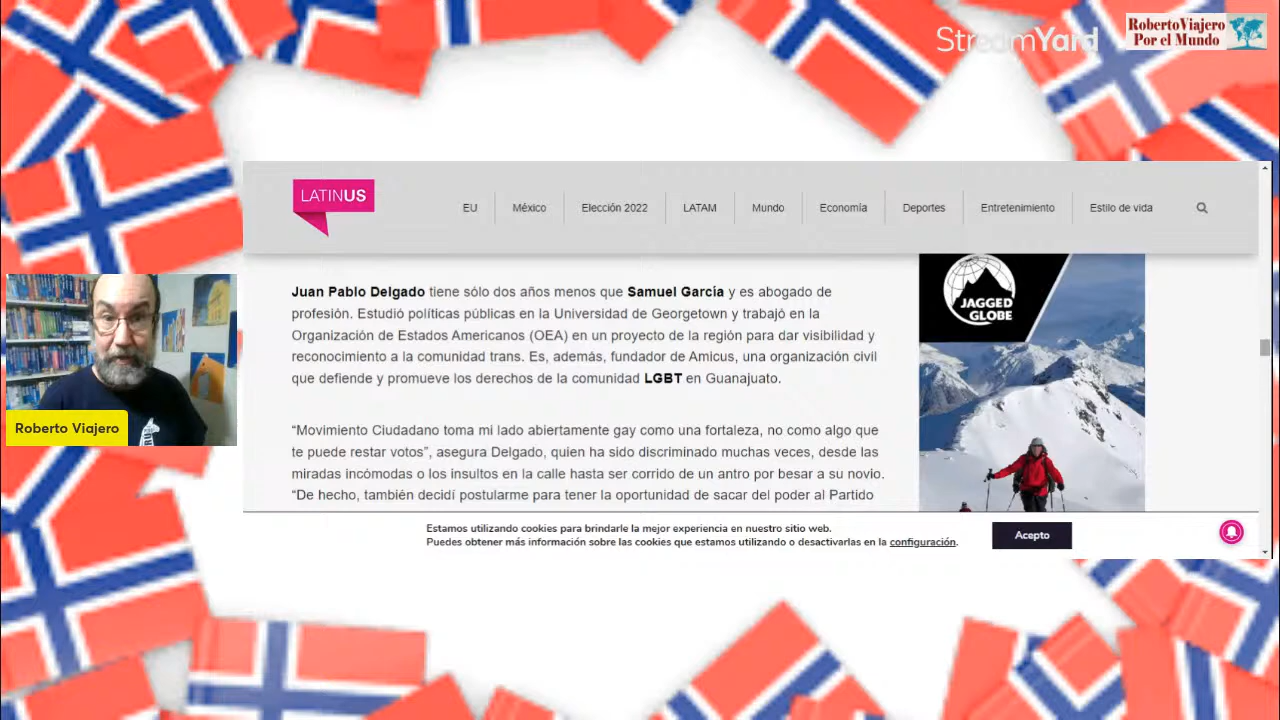 StreamYard
RobertoViajero
Por el Mundo
LATINUS
EU
México
Elección 2022
LATAM
Mundo
Economía
Deportes
Entretenimiento
Estilo de vida
Juan Pablo Delgado tiene sólo dos años menos que Samuel García y es abogado de
profesión. Estudió políticas públicas en la Universidad de Georgetown y trabajó en la
Organización de Estados Americanos (OEA) en un proyecto de la región para dar visibilidad y
reconocimiento a la comunidad trans. Es, además, fundador de Amicus, una organización civil
que defiende y promueve los derechos de la comunidad LGBT en Guanajuato.
“Movimiento Ciudadano toma mi lado abiertamente gay como una fortaleza, no como algo que
te puede restar votos”, asegura Delgado, quien ha sido discriminado muchas veces, desde las
miradas incómodas o los insultos en la calle hasta ser corrido de un antro por besar a su novio.
“De hecho, también decidí postularme para tener la oportunidad de sacar del poder al Partido
JAGGED
GLOBE
Roberto Viajero
Estamos utilizando cookies para brindarle la mejor experiencia en nuestro sitio web.
Puedes obtener más información sobre las cookies que estamos utilizando o desactivarlas en la configuración.
Acepto